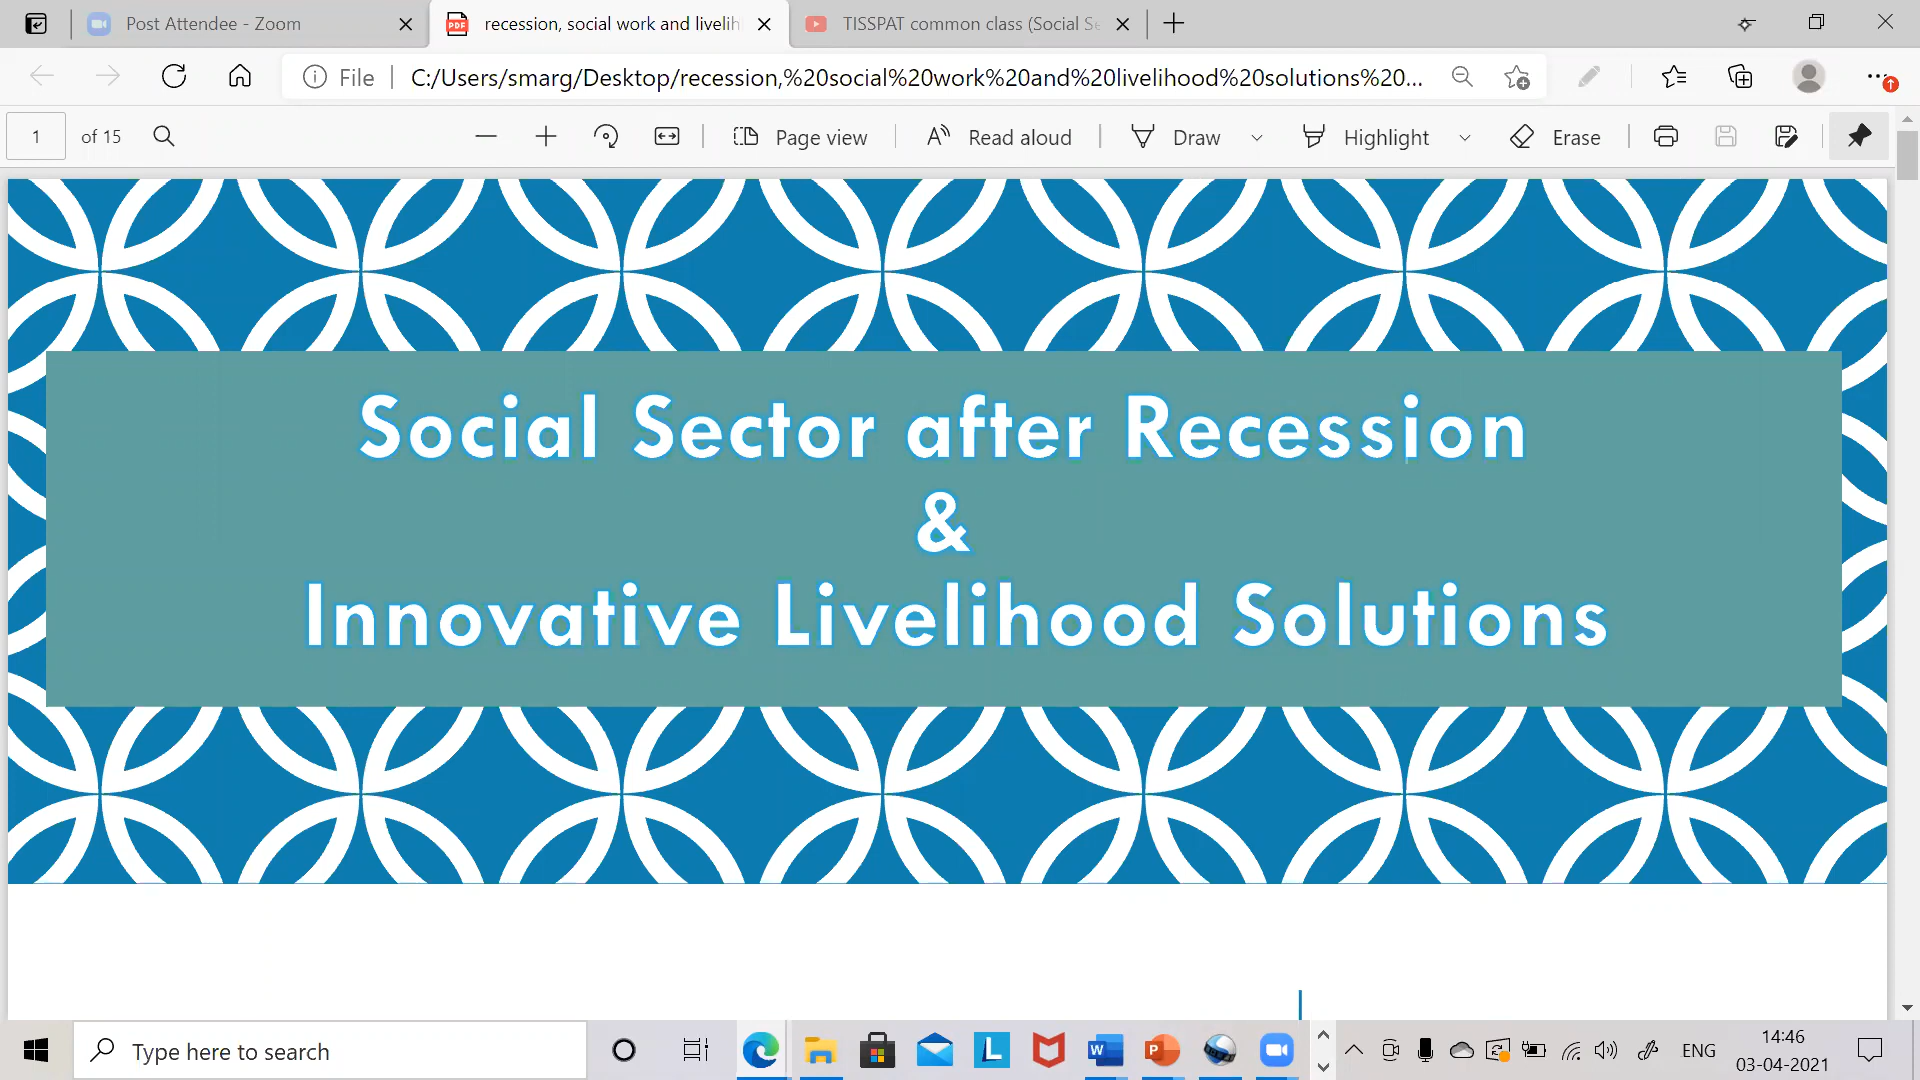 Post Attendee - Zoom
recession, social work and livelih
TISSPAT common class (Social Se
File
C:/Users/smarg/Desktop/recession,%20social%20work%20and%20livelihood%20solutions%20...
1 of 15
Page view
Read aloud
Draw
Highlight
Erase
Social Sector after Recession
&
Innovative Livelihood Solutions
Type here to search
ENG
14:46
03-04-2021